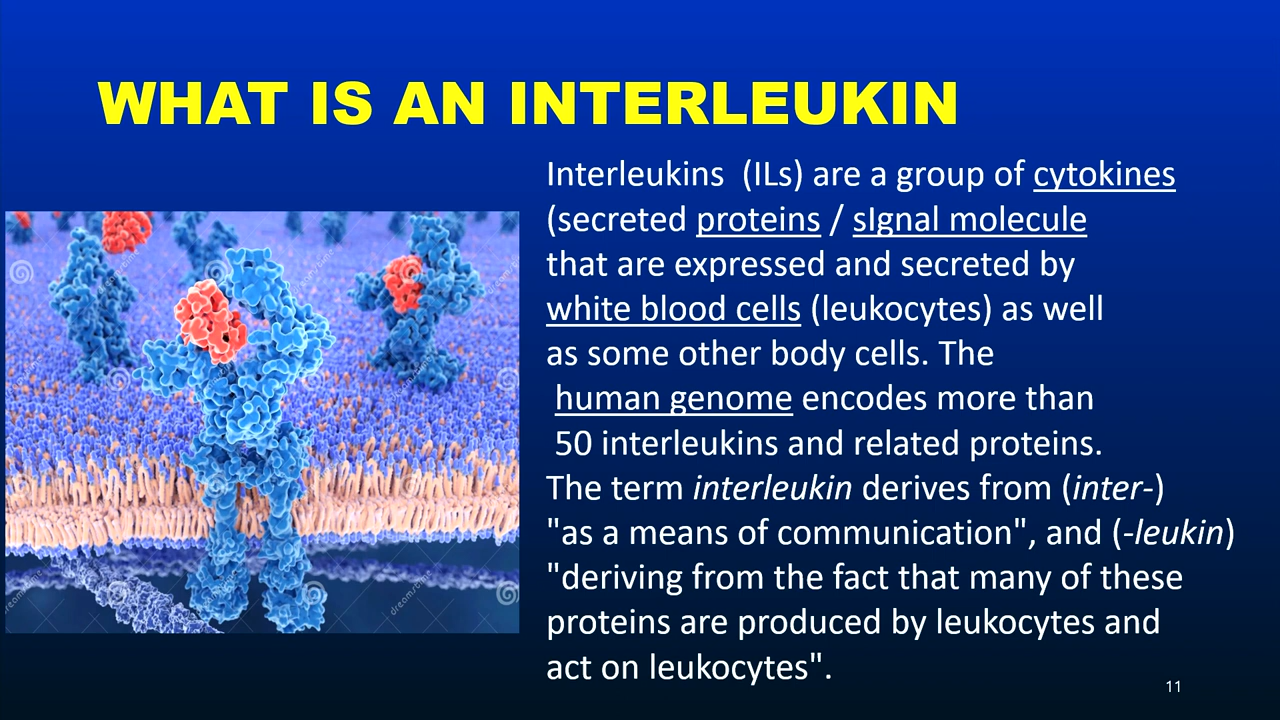 WHAT IS AN INTERLEUKIN
Interleukins  (ILs) are a group of cytokines
(secreted proteins / sIgnal molecule
that are expressed and secreted by
white blood cells (leukocytes) as well
as some other body cells. The
human genome encodes more than
50 interleukins and related proteins.
The term interleukin derives from (inter-)
"as a means of communication", and (-leukin)
"deriving from the fact that many of these
proteins are produced by leukocytes and
act on leukocytes".
11